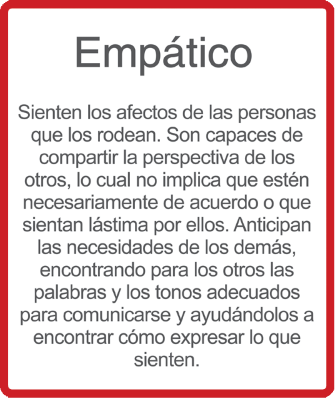 Empático
Sienten los afectos de las personas
que los rodean. Son capaces de
compartir la perspectiva de los
otros, lo cual no implica que estén
necesariamente de acuerdo o que
sientan lástima por ellos. Anticipan
las necesidades de los demás,
encontrando para los otros las
palabras y los tonos adecuados
para comunicarse y ayudándolos a
encontrar cómo expresar lo que
sienten.